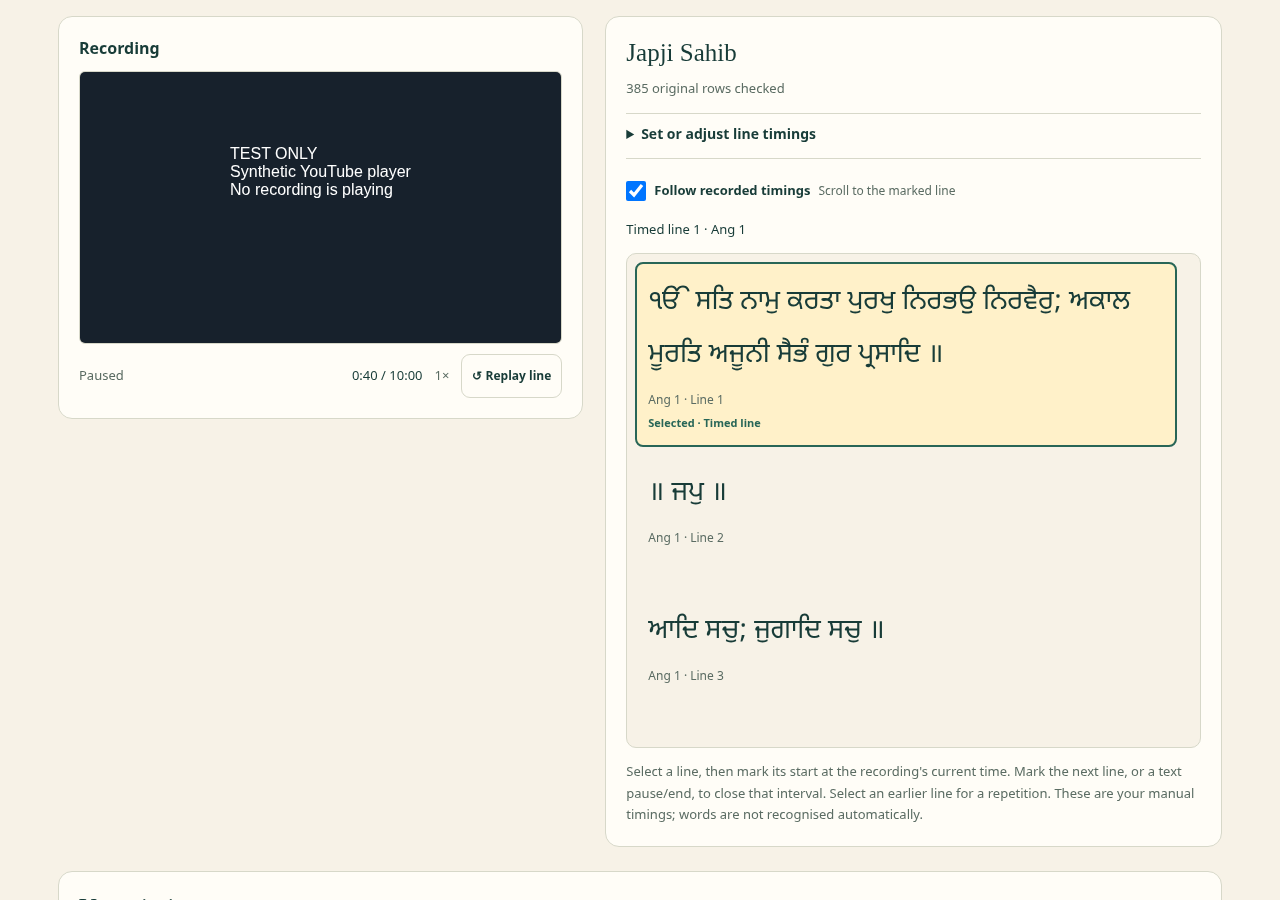 Recording
TEST ONLY
Synthetic YouTube player
No recording is playing
Paused
0:40 / 10:00
1×
↺ Replay line
Japji Sahib
385 original rows checked
▶ Set or adjust line timings
Follow recorded timings Scroll to the marked line
Timed line 1 · Ang 1
ੴ ਸਤਿ ਨਾਮੁ ਕਰਤਾ ਪੁਰਖੁ ਨਿਰਭਉ ਨਿਰਵੈਰੁ; ਅਕਾਲ
ਮੂਰਤਿ ਅਜੂਨੀ ਸੈਭੰ ਗੁਰ ਪ੍ਰਸਾਦਿ ॥
Ang 1 · Line 1
Selected · Timed line
॥ ਜਪੁ ॥
Ang 1 · Line 2
ਆਦਿ ਸਚੁ; ਜੁਗਾਦਿ ਸਚੁ ॥
Ang 1 · Line 3
Select a line, then mark its start at the recording's current time. Mark the next line, or a text
pause/end, to close that interval. Select an earlier line for a repetition. These are your manual
timings; words are not recognised automatically.